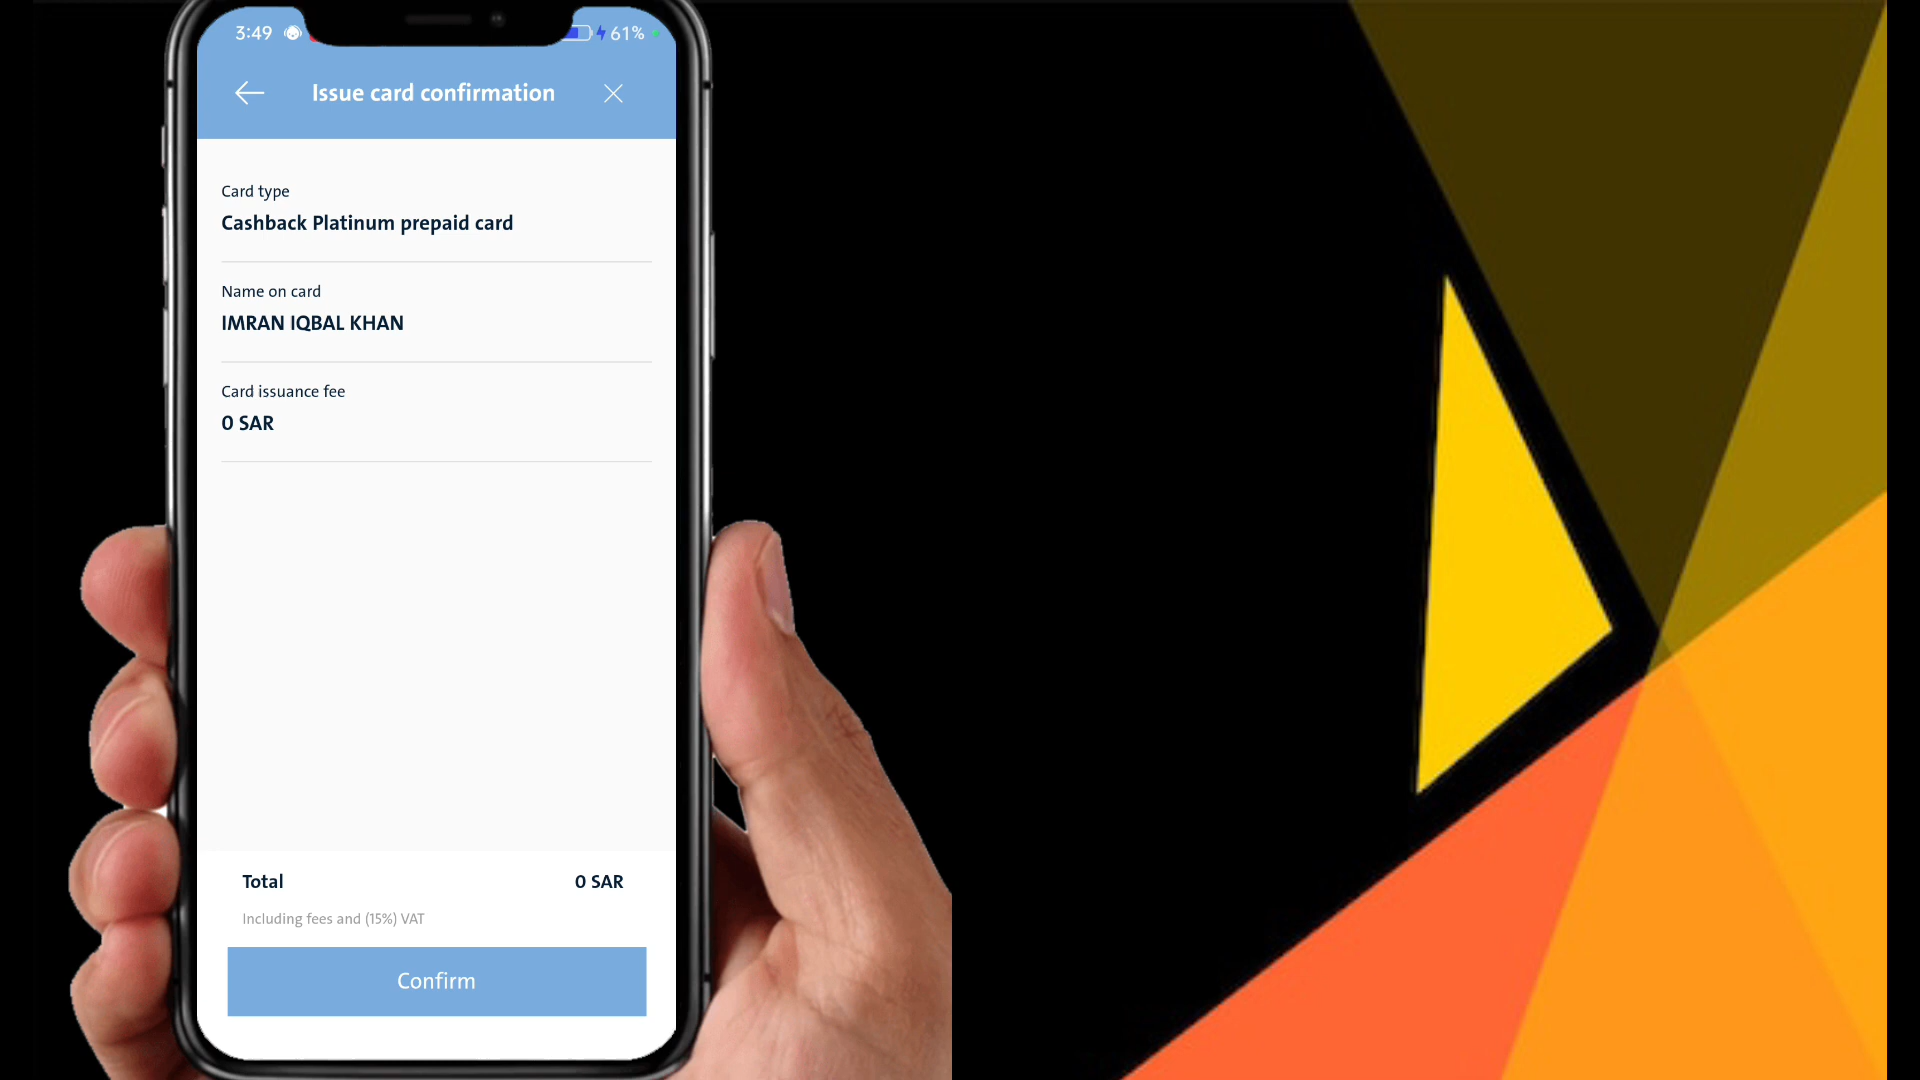 3:49
61%
Issue card confirmation
Card type
Cashback Platinum prepaid card
Name on card
IMRAN IQBAL KHAN
Card issuance fee
0 SAR
Total 0 SAR
Including fees and (15%) VAT
Confirm